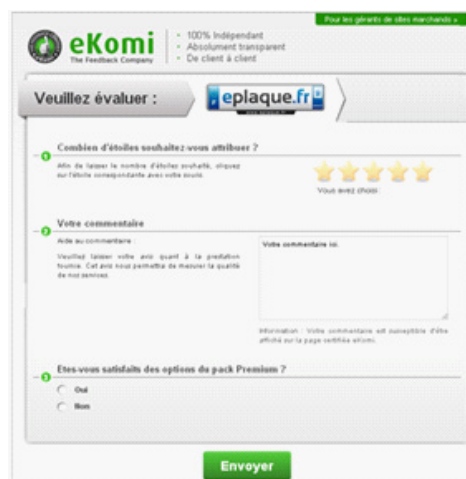 Pour les gérants de sites marchands »
eKomi
The Feedback Company
· 100% Indépendant
· Absolument transparent
· De client à client
Veuillez évaluer :
eplaque.fr
1 Combien d'étoiles souhaitez-vous attribuer ?
Afin de laisser le nombre d'étoiles souhaité, cliquez
sur l'étoile correspondante avec votre souris.
Vous avez choisi
2 Votre commentaire
Aide au commentaire :
Veuillez laisser votre avis quant à la prestation
fournie. Cet avis nous permettra de mesurer la qualité
de nos services.
Votre commentaire ici.
Information : Votre commentaire est susceptible d'être
affiché sur la page certifiée eKomi.
3 Etes-vous satisfaits des options du pack Premium ?
Oui
Non
Envoyer